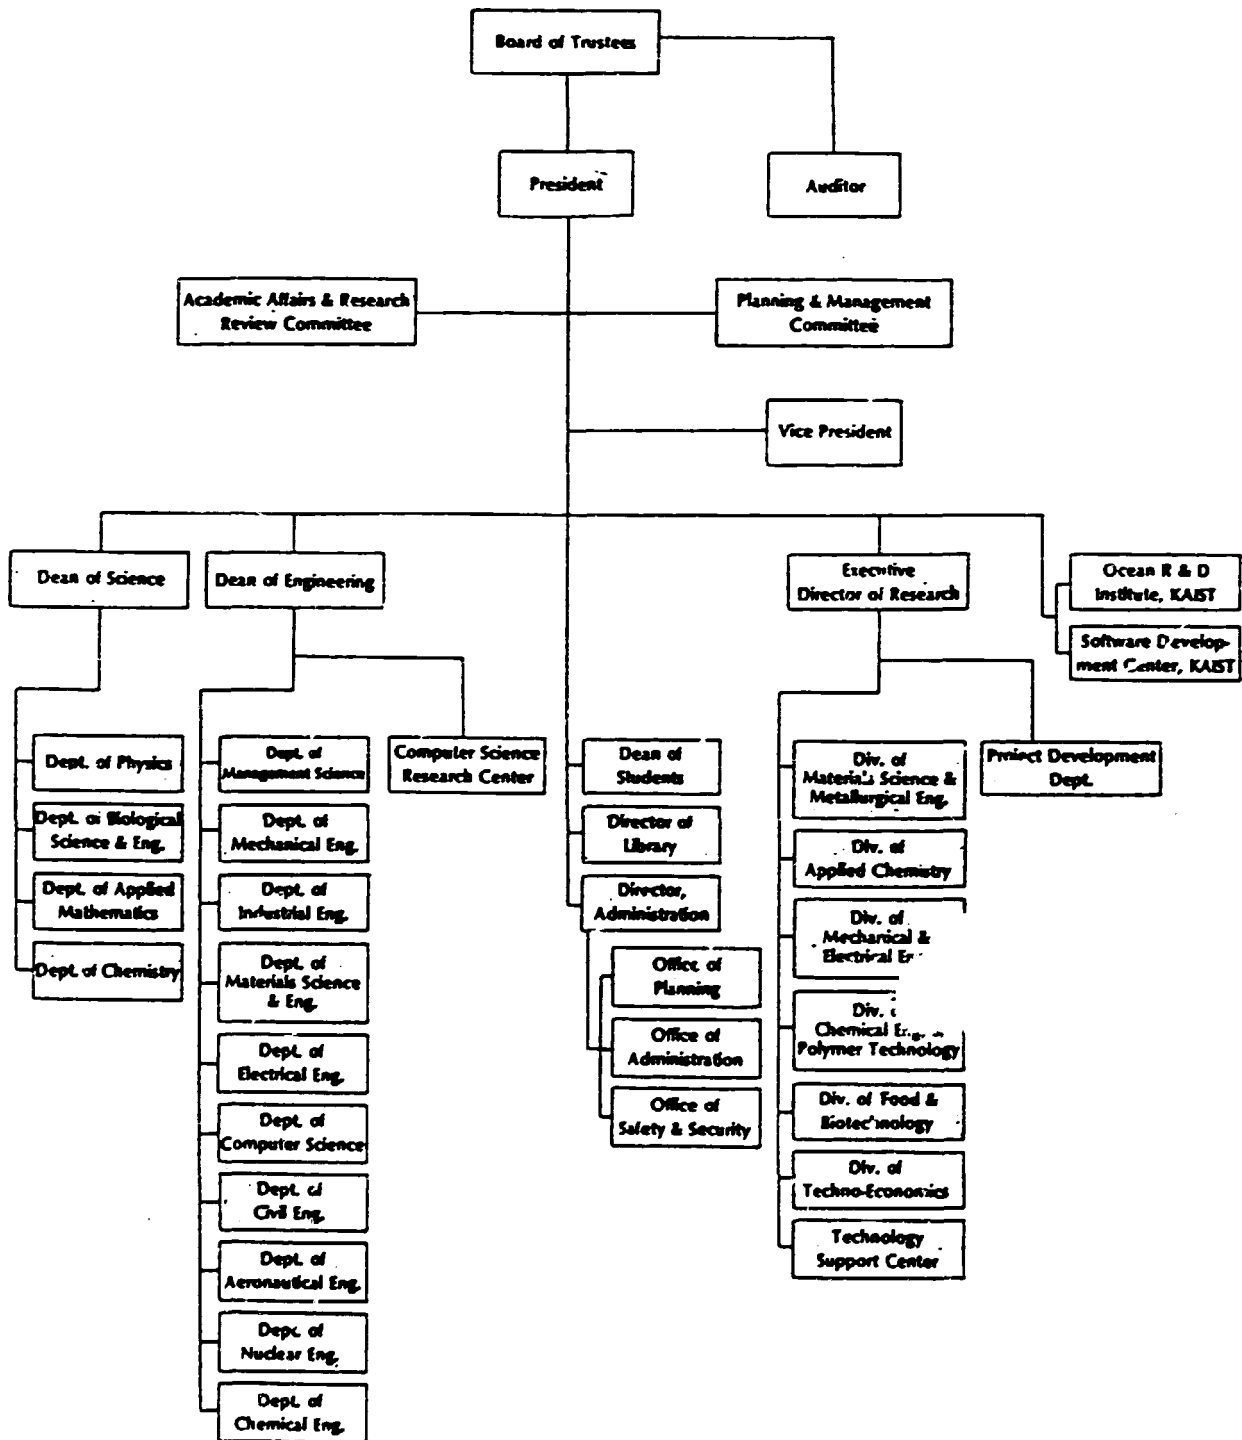 Board of Trustees
President
Auditor
Academic Affairs & Research
Review Committee
Planning & Management
Committee
Vice President
Dean of Science
Dean of Engineering
Executive
Director of Research
Ocean R & D
Institute, KAIST
Software Develop-
ment Center, KAIST
Dept. of Physics
Dept. of Biological
Science & Eng.
Dept. of Applied
Mathematics
Dept. of Chemistry
Dept. of
Management Science
Dept. of
Mechanical Eng.
Dept. of
Industrial Eng.
Dept. of
Materials Science
& Eng.
Dept. of
Electrical Eng.
Dept. of
Computer Science
Dept. of
Civil Eng.
Dept. of
Aeronautical Eng.
Dept. of
Nuclear Eng.
Dept. of
Chemical Eng.
Computer Science
Research Center
Dean of
Students
Director of
Library
Director,
Administration
Office of
Planning
Office of
Administration
Office of
Safety & Security
Div. of
Materials Science &
Metallurgical Eng.
Div. of
Applied Chemistry
Div. of
Mechanical &
Electrical
Div.
Chemical Eng.
Polymer Technology
Div. of Food &
Biotechnology
Div. of
Techno-Economics
Technology
Support Center
Project Development
Dept.